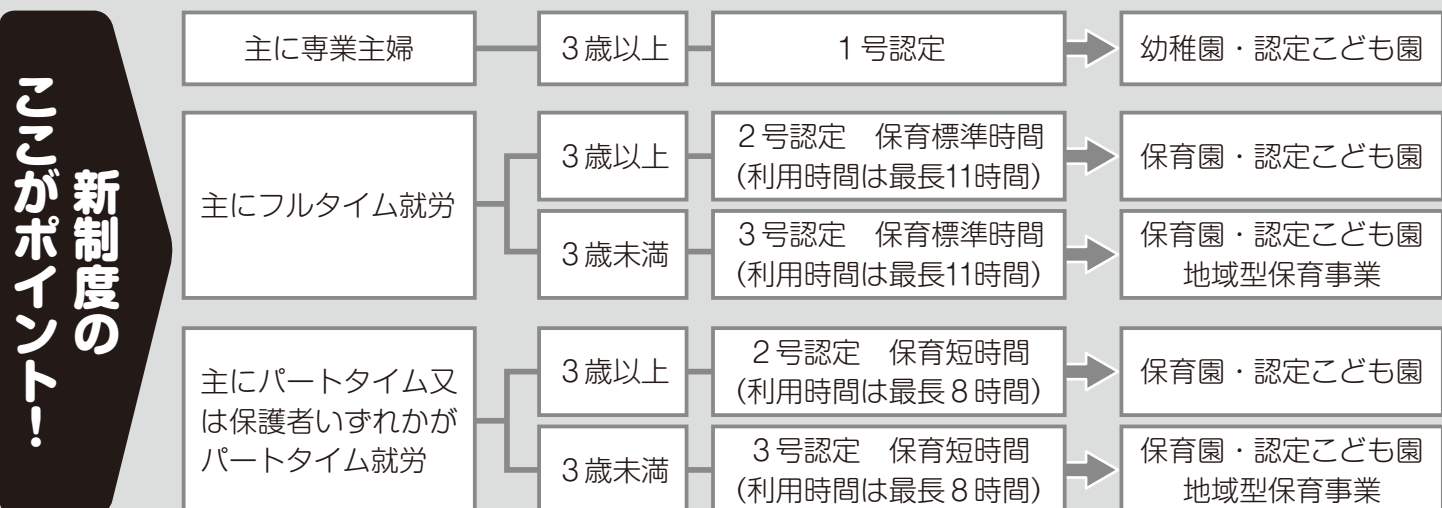 新制度の
ここがポイント！
主に専業主婦
３歳以上
１号認定
幼稚園・認定こども園
主にフルタイム就労
３歳以上
２号認定　保育標準時間
（利用時間は最長11時間）
保育園・認定こども園
３歳未満
３号認定　保育標準時間
（利用時間は最長11時間）
保育園・認定こども園
地域型保育事業
主にパートタイム又
は保護者いずれかが
パートタイム就労
３歳以上
２号認定　保育短時間
（利用時間は最長８時間）
保育園・認定こども園
３歳未満
３号認定　保育短時間
（利用時間は最長８時間）
保育園・認定こども園
地域型保育事業